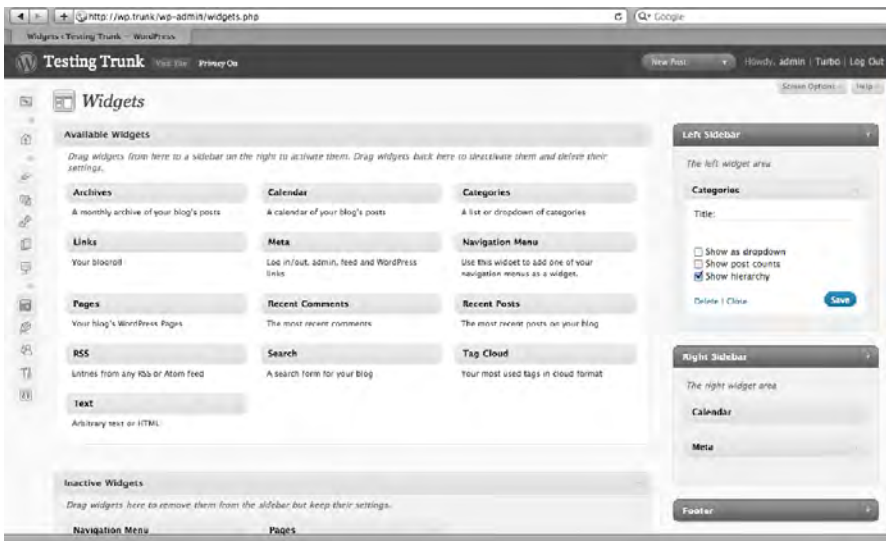 http://wp.trunk/wp-admin/widgets.php
Google
Widgets ‹ Testing Trunk — WordPress
Testing Trunk Visit Site Privacy On
New Post
Howdy, admin | Turbo | Log Out
Screen Options
Help
Widgets
Available Widgets
Drag widgets from here to a sidebar on the right to activate them. Drag widgets back here to deactivate them and delete their
settings.
Archives
A monthly archive of your blog's posts
Calendar
A calendar of your blog's posts
Categories
A list or dropdown of categories
Links
Your blogroll
Meta
Log in/out, admin, feed and WordPress
links
Navigation Menu
Use this widget to add one of your
navigation menus as a widget.
Pages
Your blog's WordPress Pages
Recent Comments
The most recent comments
Recent Posts
The most recent posts on your blog
RSS
Entries from any RSS or Atom feed
Search
A search form for your blog
Tag Cloud
Your most used tags in cloud format
Text
Arbitrary text or HTML
Inactive Widgets
Drag widgets here to remove them from the sidebar but keep their settings.
Navigation Menu
Pages
Left Sidebar
The left widget area
Categories
Title:
Show as dropdown
Show post counts
Show hierarchy
Delete | Close
Save
Right Sidebar
The right widget area
Calendar
Meta
Footer